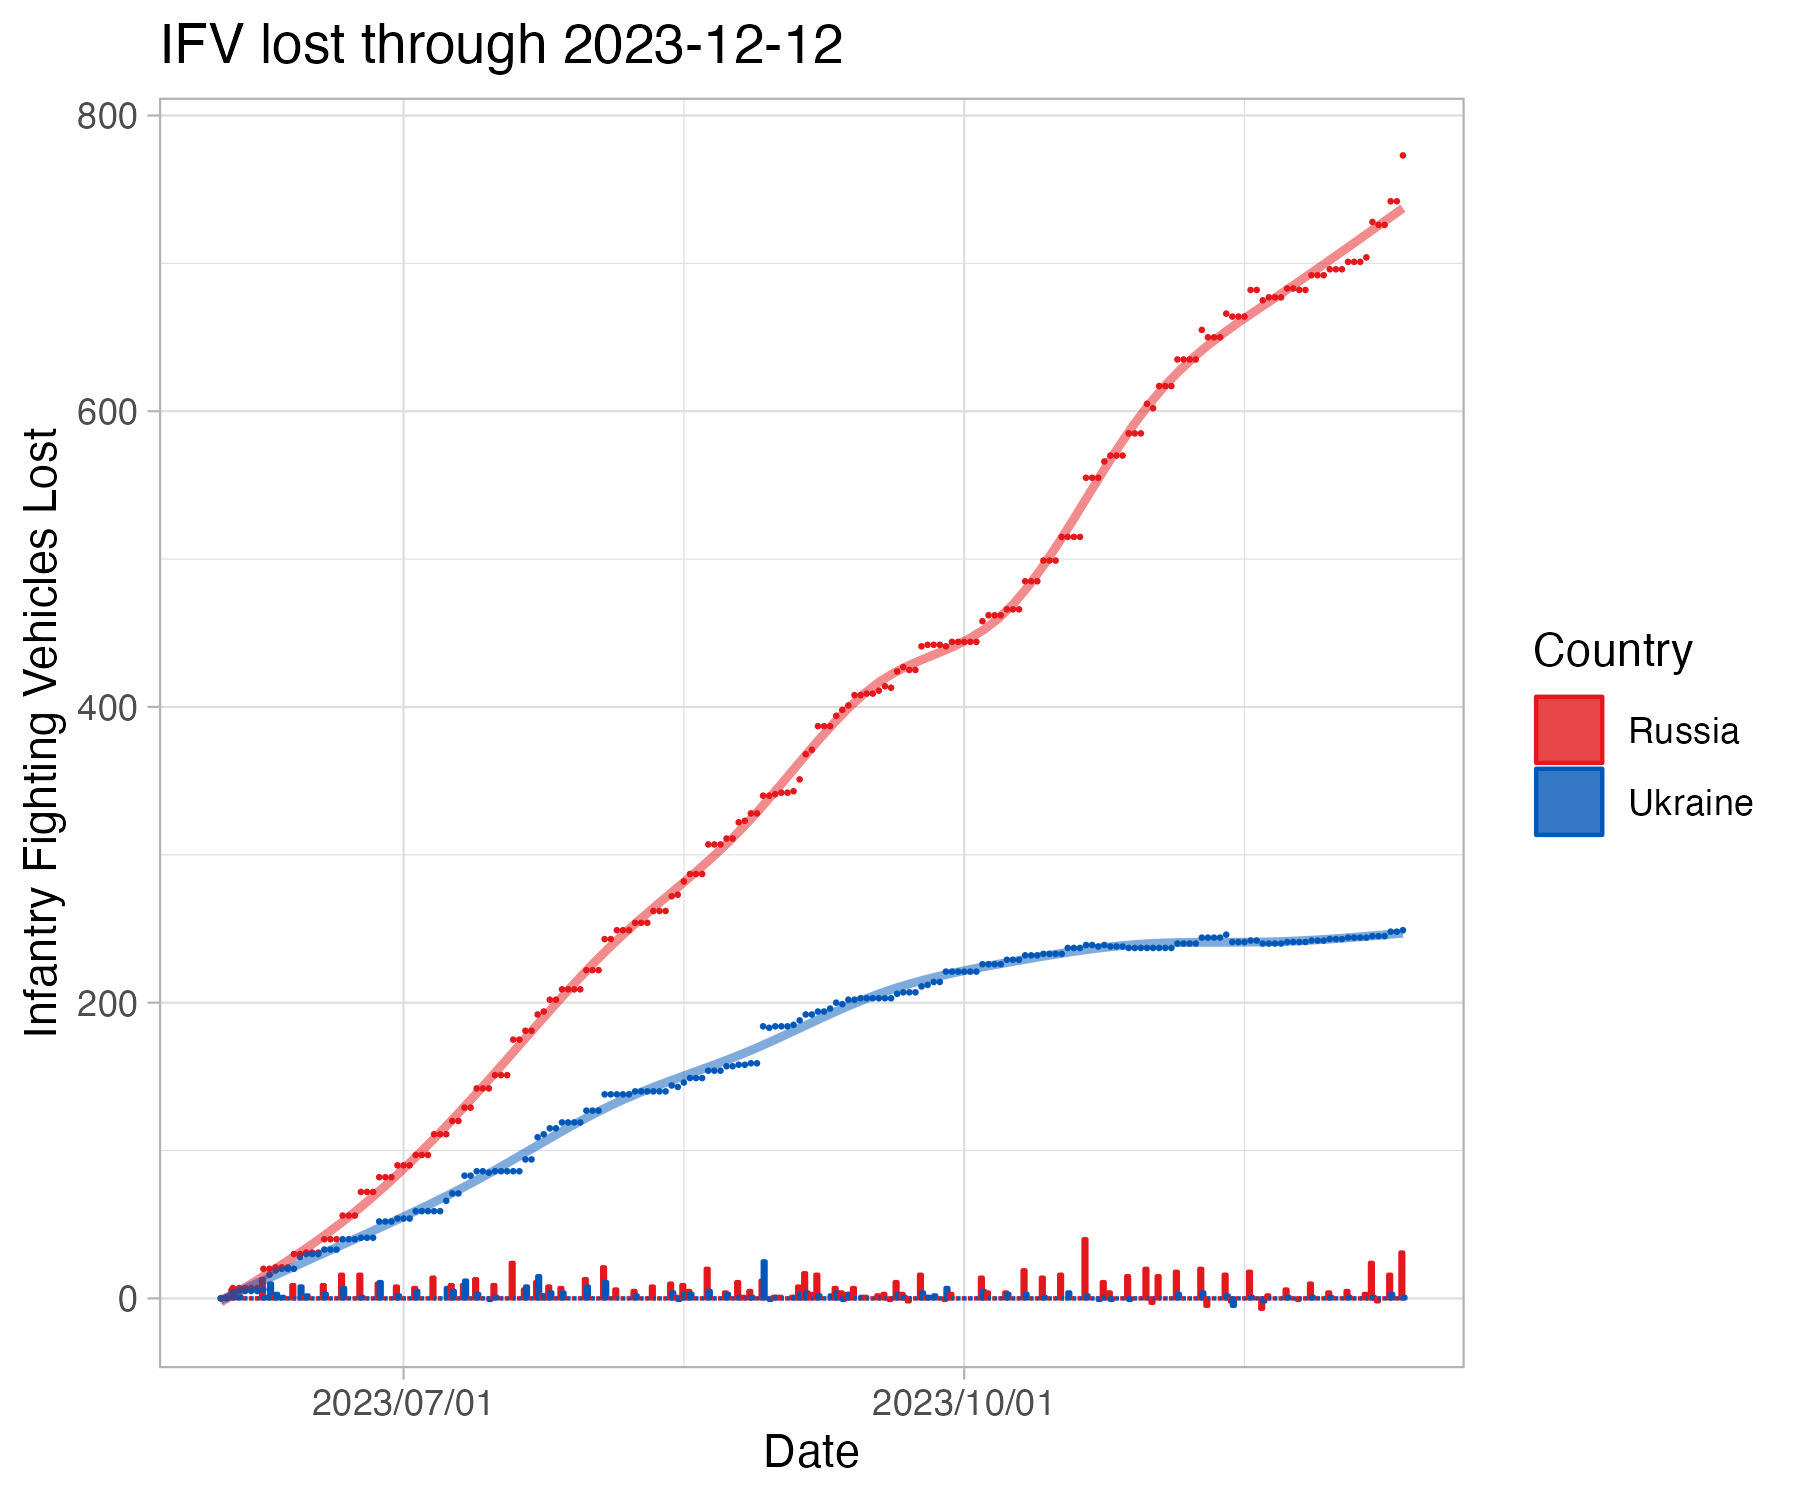 IFV lost through 2023-12-12
Infantry Fighting Vehicles Lost
800
600
400
200
0
2023/07/01
2023/10/01
Date
Country
Russia
Ukraine